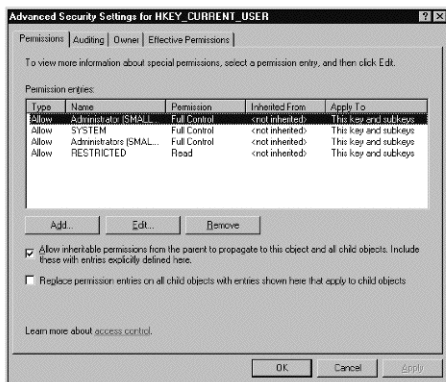 Advanced Security Settings for HKEY_CURRENT_USER
Permissions Auditing Owner Effective Permissions
To view more information about special permissions, select a permission entry, and then click Edit.
Permission entries:
Type Name Permission Inherited From Apply To
Allow Administrator (SMALL... Full Control <not inherited> This key and subkeys
Allow SYSTEM Full Control <not inherited> This key and subkeys
Allow Administrators (SMAL... Full Control <not inherited> This key and subkeys
Allow RESTRICTED Read <not inherited> This key and subkeys
Add... Edit... Remove
Allow inheritable permissions from the parent to propagate to this object and all child objects. Include
these with entries explicitly defined here.
Replace permission entries on all child objects with entries shown here that apply to child objects
Learn more about access control.
OK Cancel Apply